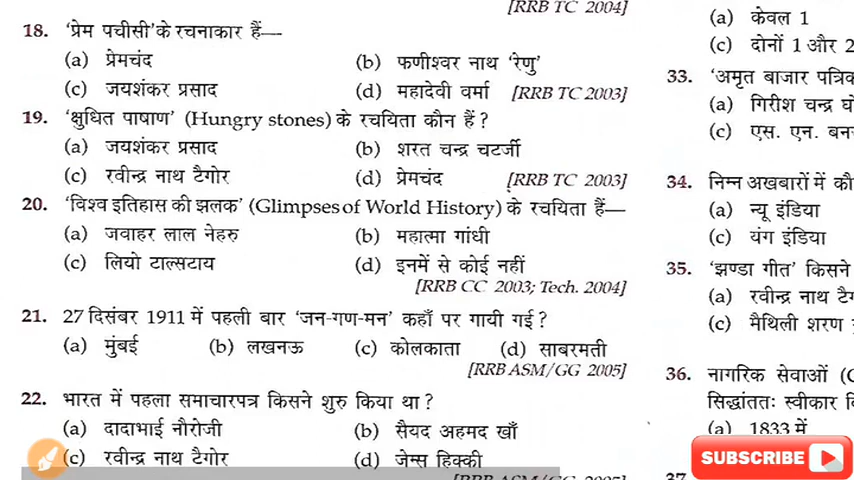 [RRB TC 2004]
18. 'प्रेम पचीसी' के रचनाकार हैं—
(a) प्रेमचंद (b) फणीश्वर नाथ 'रेणु'
(c) जयशंकर प्रसाद (d) महादेवी वर्मा [RRB TC 2003]
19. 'क्षुधित पाषाण' (Hungry stones) के रचयिता कौन हैं ?
(a) जयशंकर प्रसाद (b) शरत चन्द्र चटर्जी
(c) रवीन्द्र नाथ टैगोर (d) प्रेमचंद [RRB TC 2003]
20. 'विश्व इतिहास की झलक' (Glimpses of World History) के रचयिता हैं—
(a) जवाहर लाल नेहरु (b) महात्मा गांधी
(c) लियो टाल्सटाय (d) इनमें से कोई नहीं
[RRB CC 2003; Tech. 2004]
21. 27 दिसंबर 1911 में पहली बार 'जन-गण-मन' कहाँ पर गायी गई ?
(a) मुंबई (b) लखनऊ (c) कोलकाता (d) साबरमती
[RRB ASM/GG 2005]
22. भारत में पहला समाचारपत्र किसने शुरु किया था ?
(a) दादाभाई नौरोजी (b) सैयद अहमद खाँ
(c) रवीन्द्र नाथ टैगोर (d) जेम्स हिक्की
[RRB ASM/GG 2005]
(a) केवल 1
(c) दोनों 1 और 2
33. 'अमृत बाजार
(a) गिरीश चन्द्र
(c) एस. एन.
34. निम्न अखबारों में
(a) न्यू इंडिया
(c) यंग इंडिया
35. 'झण्डा गीत' किसने
(a) रवीन्द्र नाथ
(c) मैथिली शरण
36. नागरिक सेवाओं
सिद्धांततः स्वीकार
(a) 1833 में
37
SUBSCRIBE